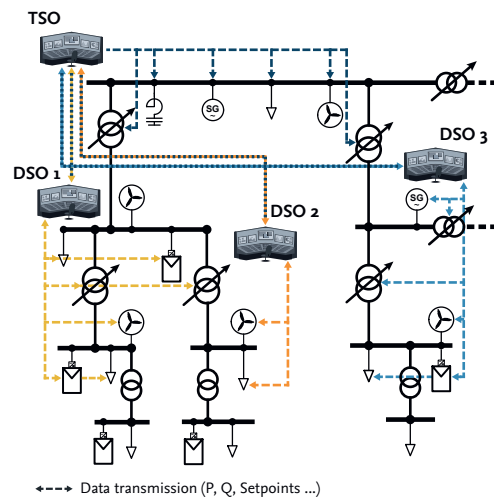 TSO
SG
~
DSO 3
DSO 1
SG
~
DSO 2
Data transmission (P, Q, Setpoints ...)